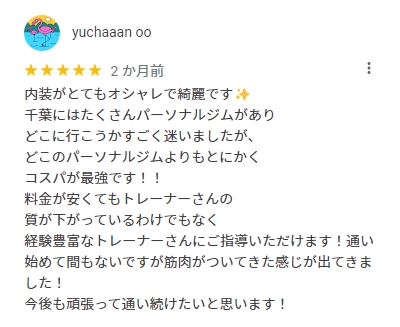 yuchaaan oo
2 か月前
内装がとてもオシャレで綺麗です✨
千葉にはたくさんパーソナルジムがあり
どこに行こうかすごく迷いましたが、
どこのパーソナルジムよりもとにかく
コスパが最強です！！
料金が安くてもトレーナーさんの
質が下がっているわけでもなく
経験豊富なトレーナーさんにご指導いただけます！通い
始めて間もないですが筋肉がついてきた感じが出てきま
した！
今後も頑張って通い続けたいと思います！